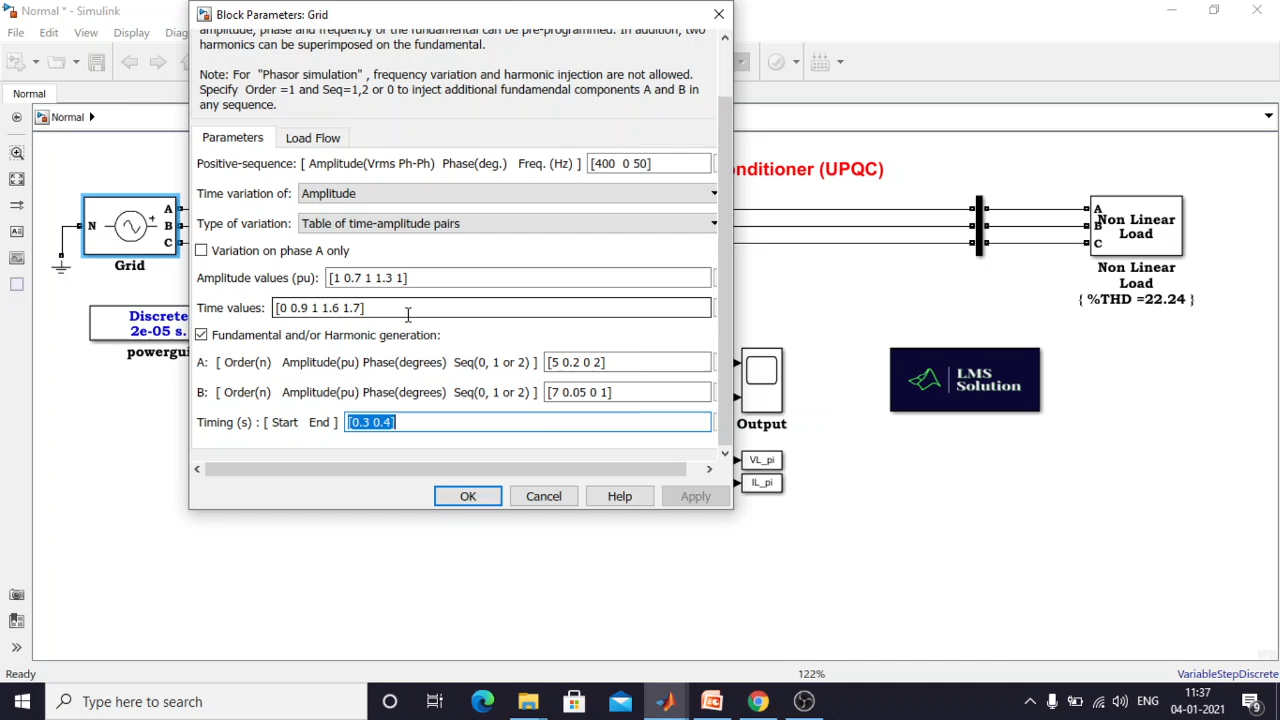 Normal * - Simulink
Block Parameters: Grid
File Edit View Display Diag
amplitude, phase and frequency of the fundamental can be pre-programmed. In addition, two
harmonics can be superimposed on the fundamental.
Note: For "Phasor simulation" , frequency variation and harmonic injection are not allowed.
Specify Order =1 and Seq=1,2 or 0 to inject additional fundamendal components A and B in
any sequence.
Normal
Normal
Parameters Load Flow
Positive-sequence: [ Amplitude(Vrms Ph-Ph) Phase(deg.) Freq. (Hz) ] [400 0 50]
Time variation of: Amplitude
Type of variation: Table of time-amplitude pairs
Variation on phase A only
Amplitude values (pu): [1 0.7 1 1.3 1]
Time values: [0 0.9 1 1.6 1.7]
Fundamental and/or Harmonic generation:
A: [ Order(n) Amplitude(pu) Phase(degrees) Seq(0, 1 or 2) ] [5 0.2 0 2]
B: [ Order(n) Amplitude(pu) Phase(degrees) Seq(0, 1 or 2) ] [7 0.05 0 1]
Timing (s) : [ Start End ] [0.3 0.4]
OK Cancel Help Apply
onditioner (UPQC)
N
A
B
C
Grid
Discrete
2e-05 s.
powergui
A
B
C
Non Linear
Load
Non Linear
Load
{ %THD =22.24 }
Output
VL_pi
IL_pi
LMS
Solution
Ready 122% VariableStepDiscrete
Type here to search
ENG
11:37
04-01-2021
9